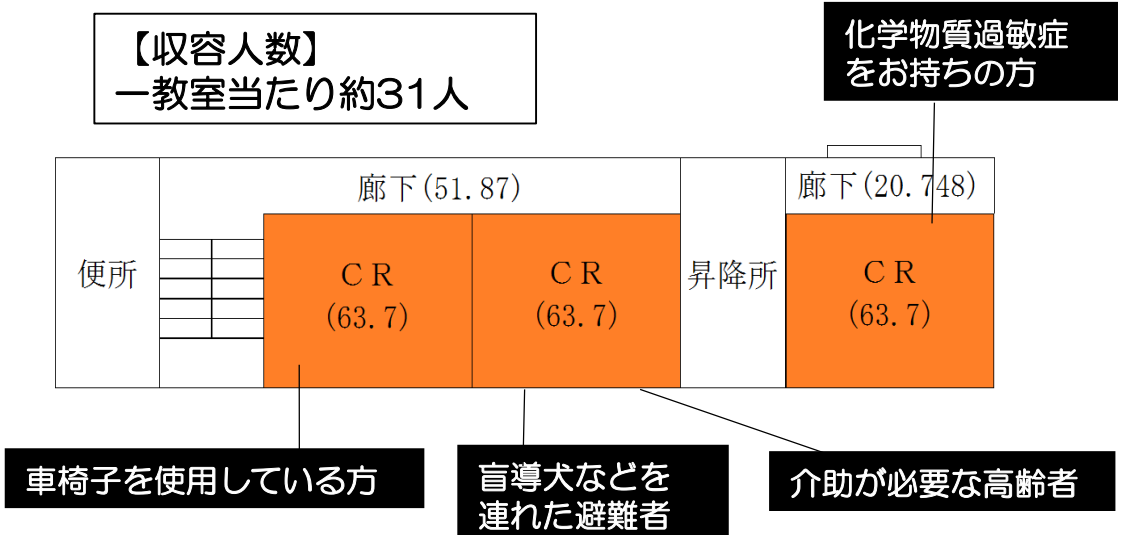 【収容人数】
一教室当たり約31人
化学物質過敏症
をお持ちの方
廊下(51.87)
廊下(20.748)
便所
ＣＲ
(63.7)
ＣＲ
(63.7)
昇降所
ＣＲ
(63.7)
車椅子を使用している方
盲導犬などを
連れた避難者
介助が必要な高齢者